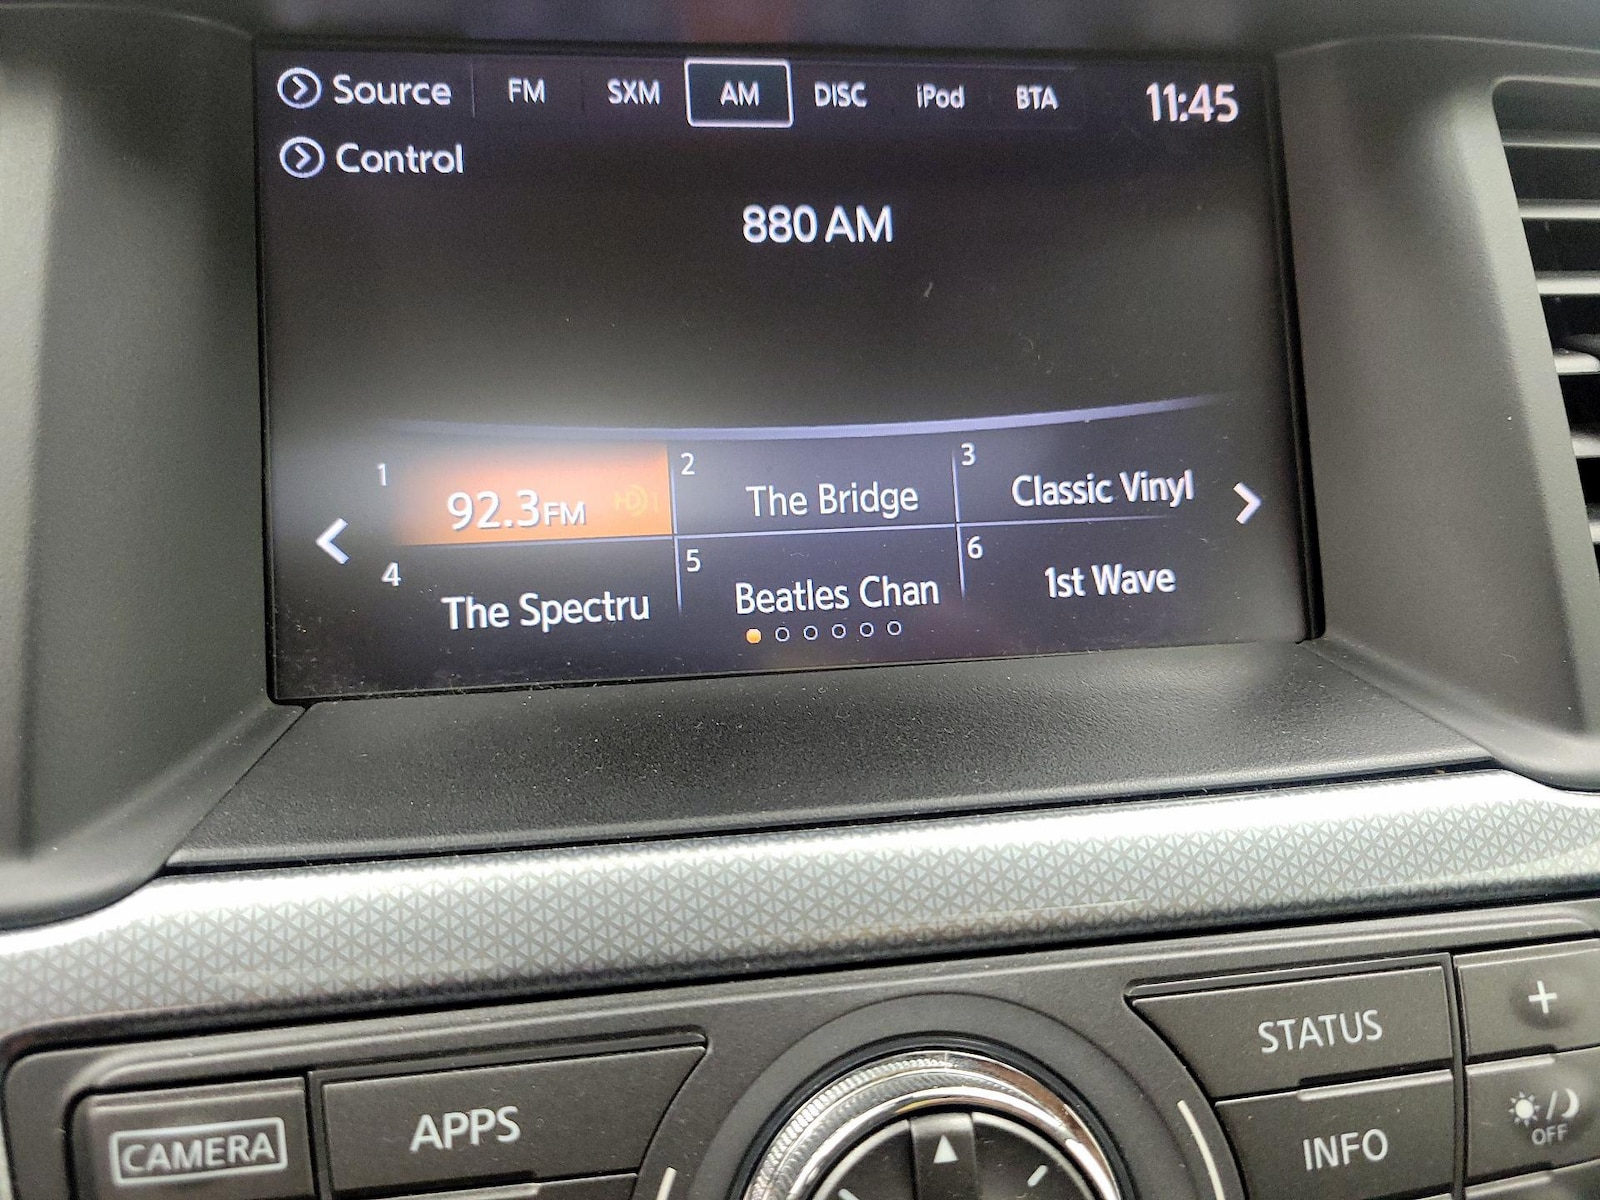 Source FM SXM AM DISC iPod BTA 11:45
Control
880 AM
1 92.3FM HD1 2 The Bridge 3 Classic Vinyl
4 The Spectru 5 Beatles Chan 6 1st Wave
CAMERA APPS STATUS +
INFO OFF